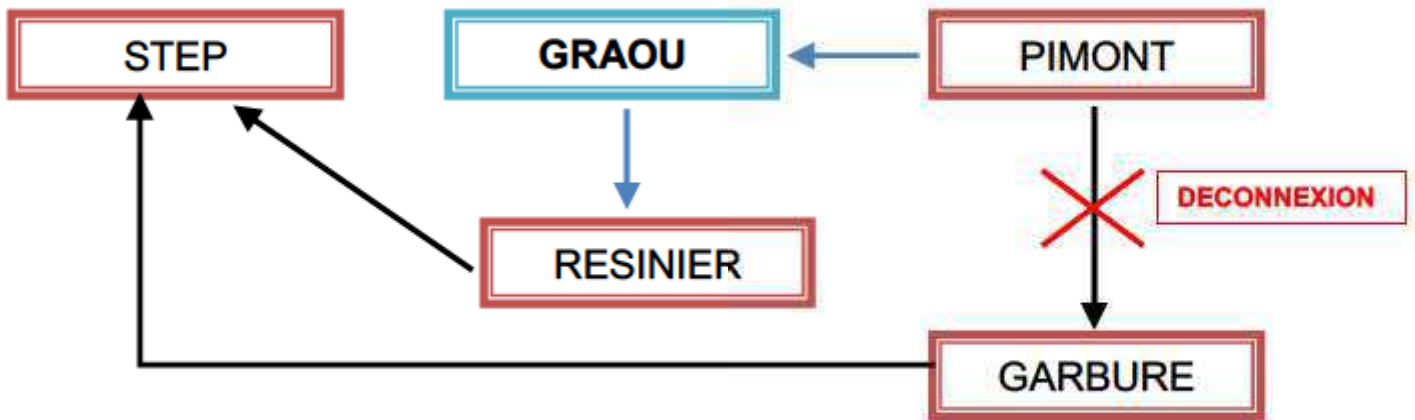 STEP
GRAOU
PIMONT
DECONNEXION
RESINIER
GARBURE